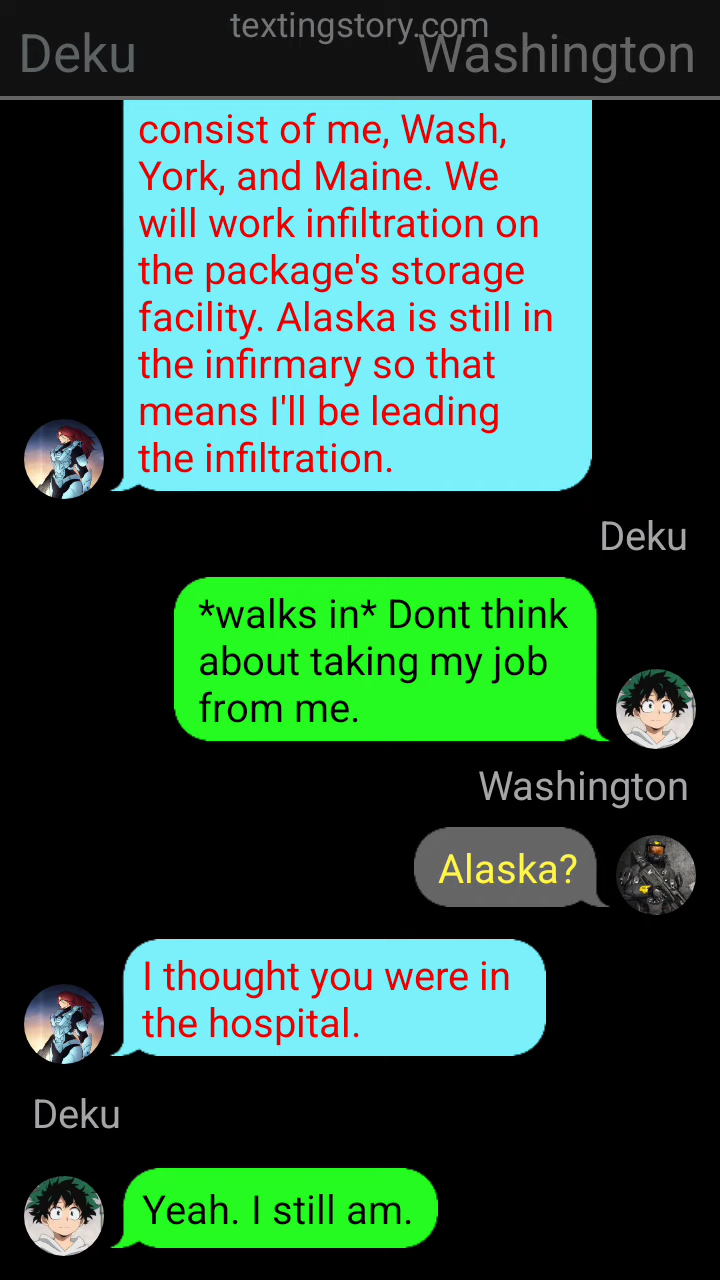 textingstory.com
Deku
Washington
consist of me, Wash,
York, and Maine. We
will work infiltration on
the package's storage
facility. Alaska is still in
the infirmary so that
means I'll be leading
the infiltration.
Deku
*walks in* Dont think
about taking my job
from me.
Washington
Alaska?
I thought you were in
the hospital.
Deku
Yeah. I still am.